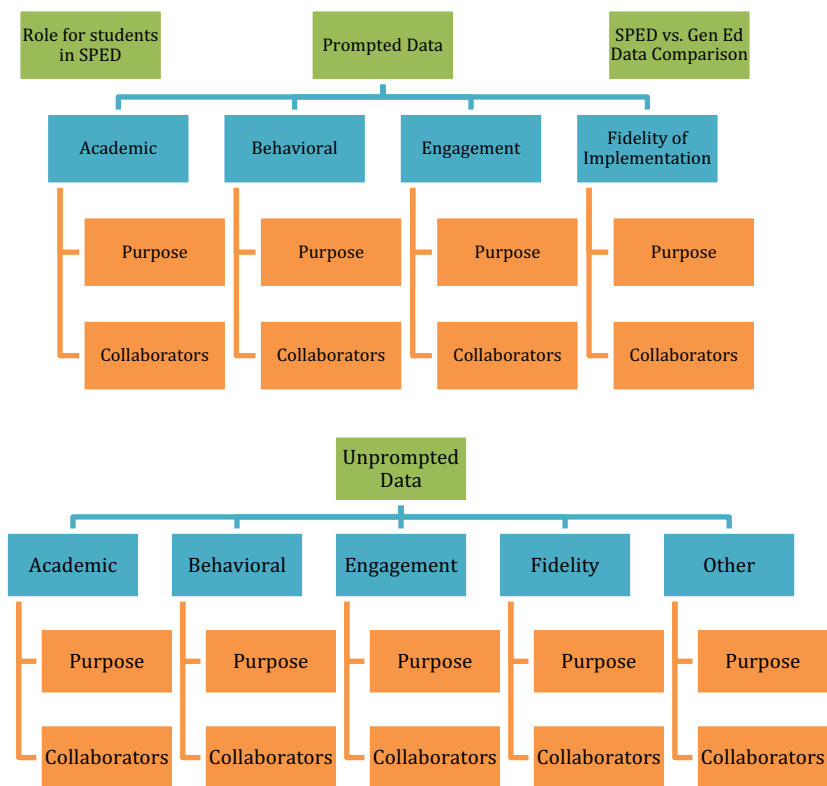 Role for students
in SPED
Prompted Data
SPED vs. Gen Ed
Data Comparison
Academic
Behavioral
Engagement
Fidelity of
Implementation
Purpose
Purpose
Purpose
Purpose
Collaborators
Collaborators
Collaborators
Collaborators
Unprompted
Data
Academic
Behavioral
Engagement
Fidelity
Other
Purpose
Purpose
Purpose
Purpose
Purpose
Collaborators
Collaborators
Collaborators
Collaborators
Collaborators